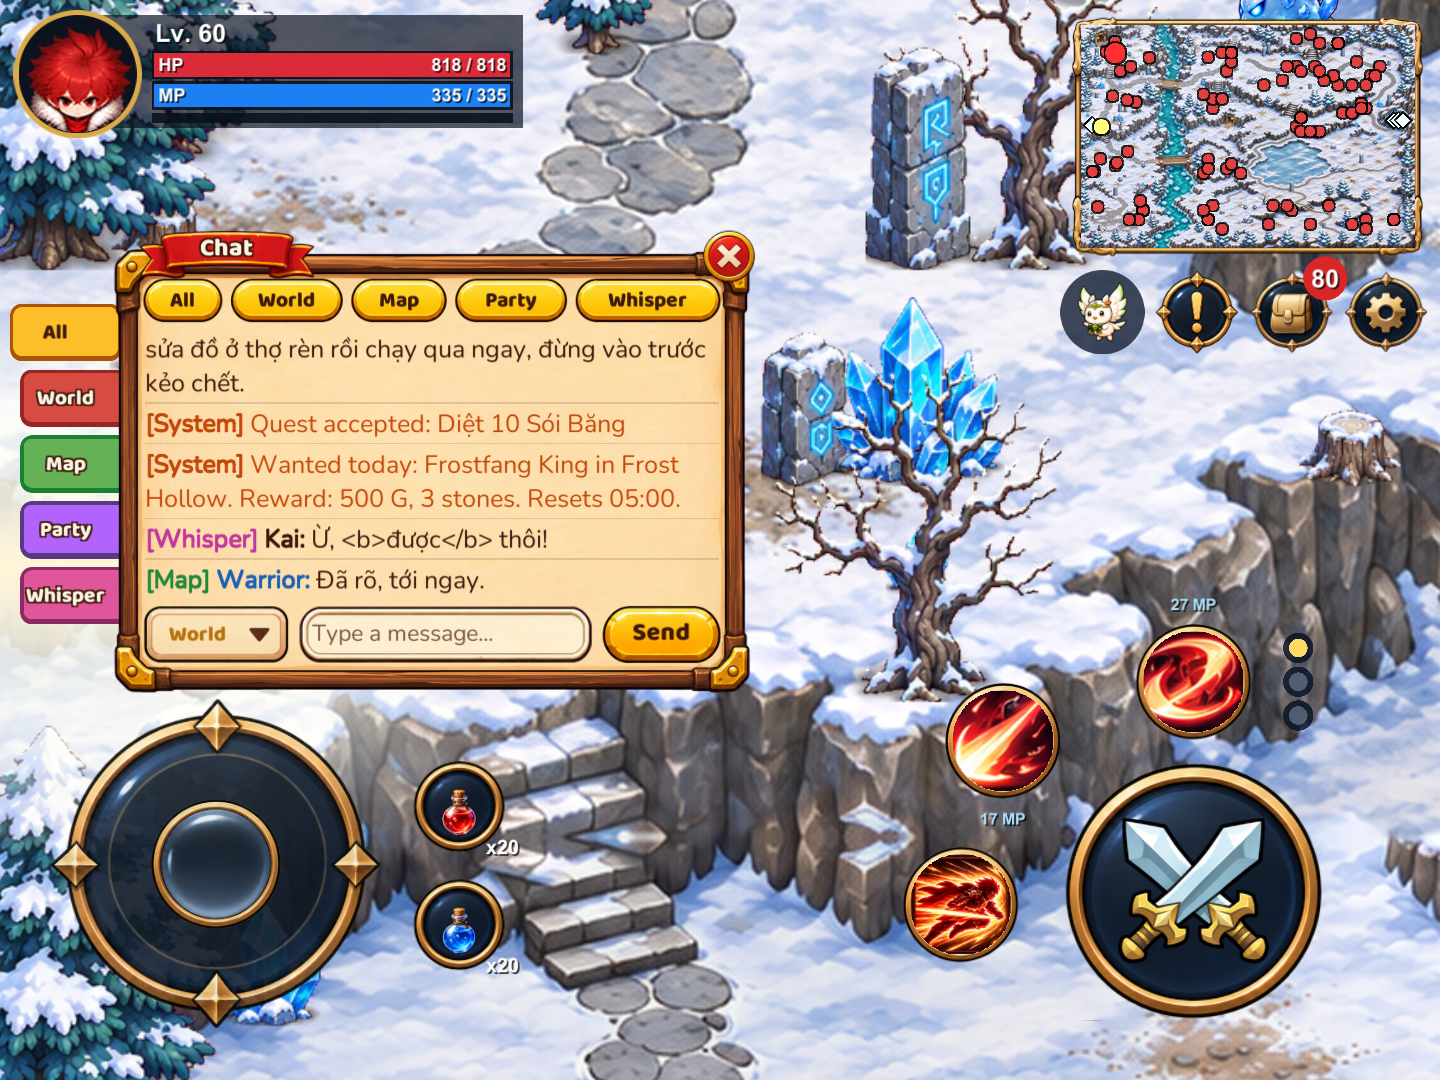 Lv. 60
HP 818 / 818
MP 335 / 335
80
Chat
All World Map Party Whisper
All
World
Map
Party
Whisper
sửa đồ ở thợ rèn rồi chạy qua ngay, đừng vào trước
kẻo chết.
[System] Quest accepted: Diệt 10 Sói Băng
[System] Wanted today: Frostfang King in Frost
Hollow. Reward: 500 G, 3 stones. Resets 05:00.
[Whisper] Kai: Ừ, <b>được</b> thôi!
[Map] Warrior: Đã rõ, tới ngay.
World Type a message... Send
27 MP
17 MP
x20
x20